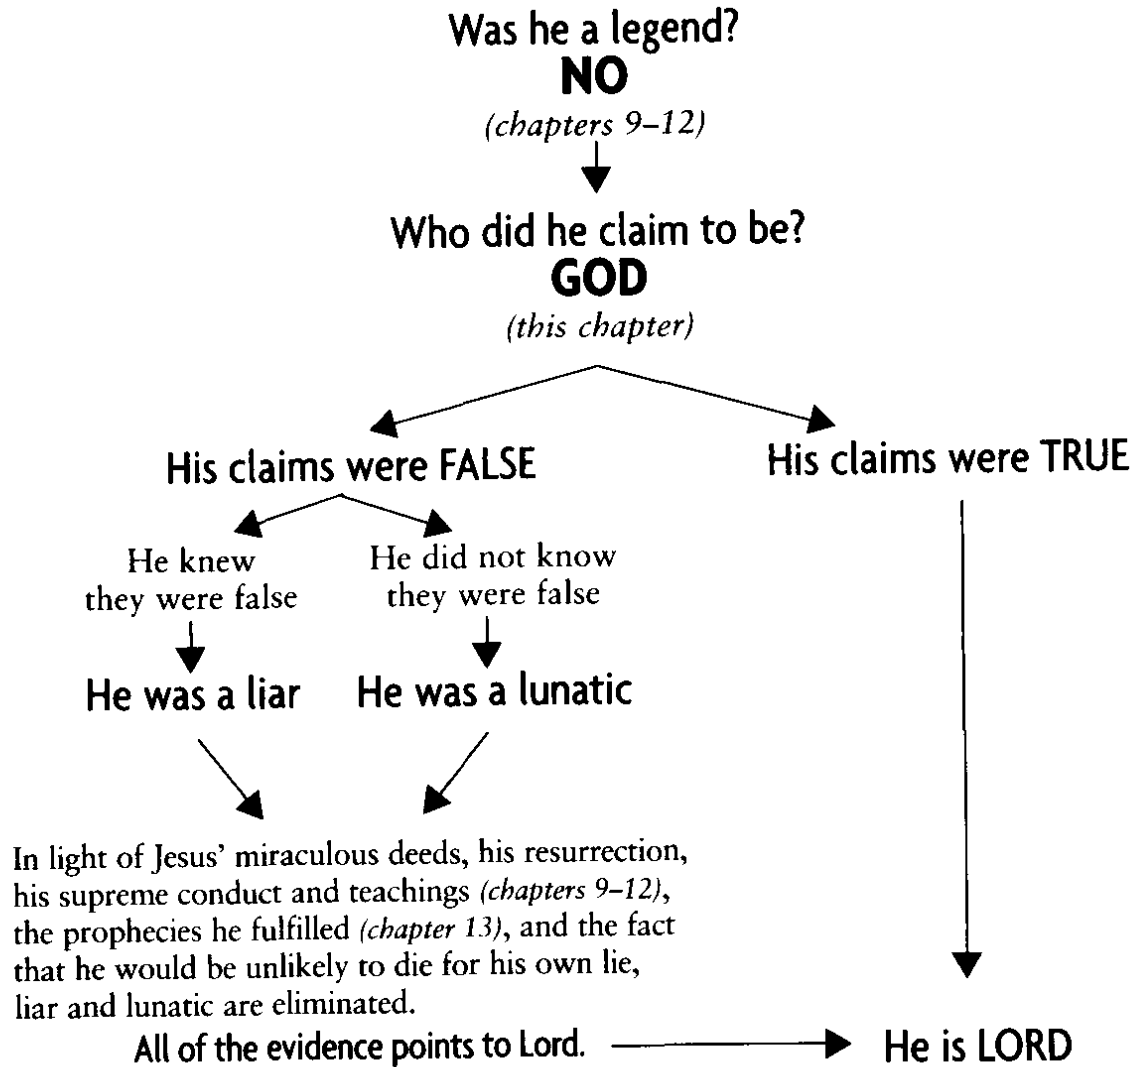 Was he a legend?
NO
(chapters 9–12)
Who did he claim to be?
GOD
(this chapter)
His claims were FALSE
His claims were TRUE
He knew
they were false
He did not know
they were false
He was a liar
He was a lunatic
In light of Jesus’ miraculous deeds, his resurrection,
his supreme conduct and teachings (chapters 9–12),
the prophecies he fulfilled (chapter 13), and the fact
that he would be unlikely to die for his own lie,
liar and lunatic are eliminated.
All of the evidence points to Lord.
He is LORD